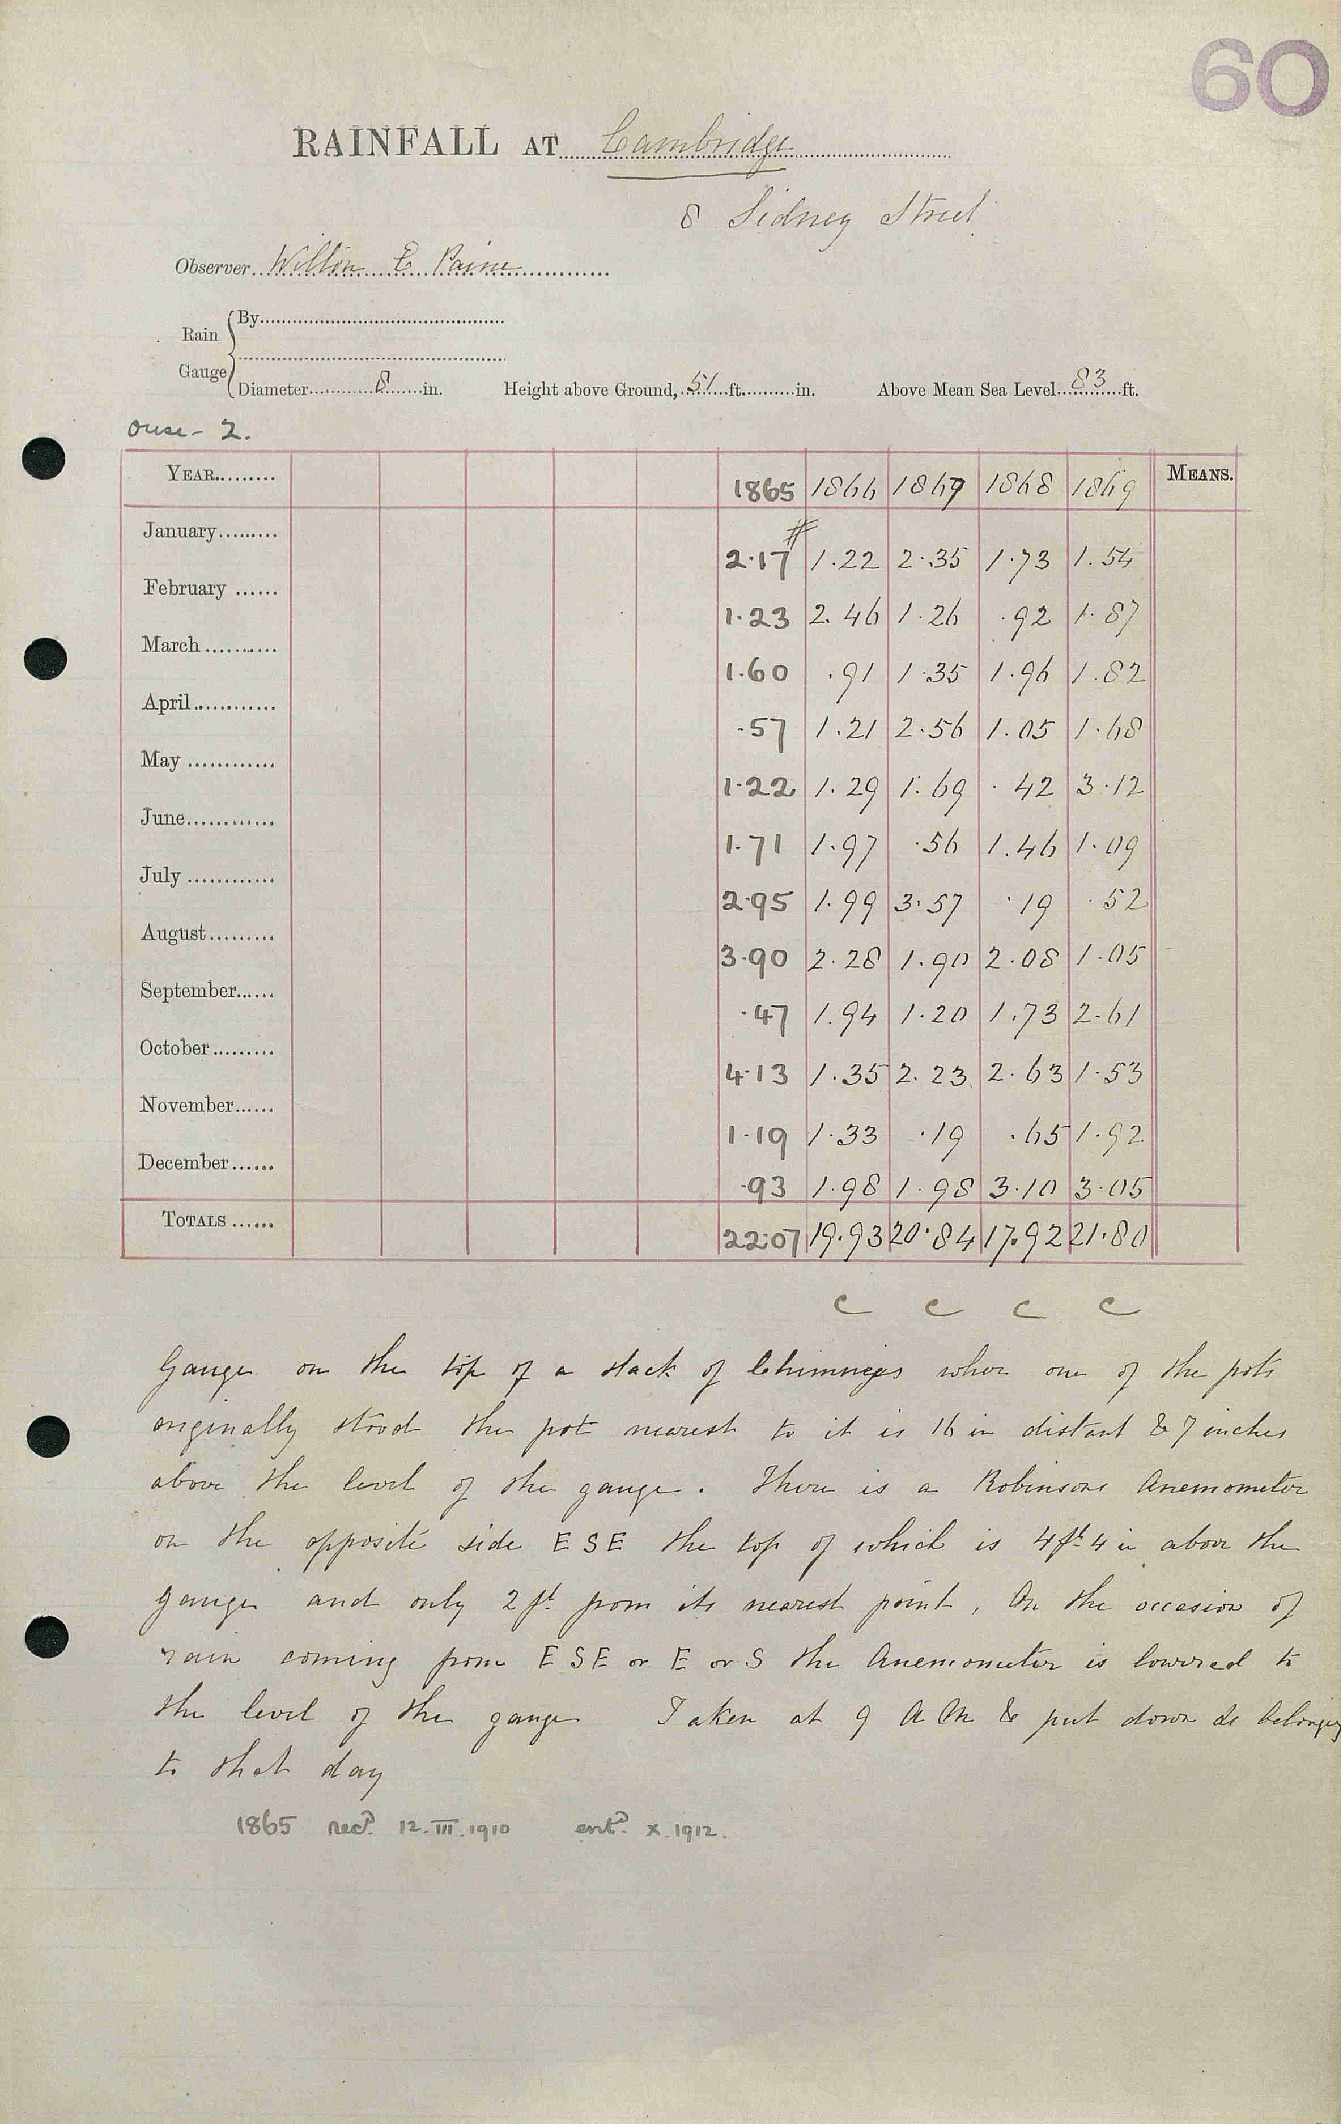 60
RAINFALL AT Cambridge
8 Sidney Street
Observer Wilton E Paine
Rain Gauge { By
Diameter 8 in. Height above Ground, 51 ft. in. Above Mean Sea Level 83 ft.
Ouse - 2.
YEAR 1865 1866 1867 1868 1869 MEANS.
January 2.17 # 1.22 2.35 1.73 1.54
February 1.23 2.46 1.26 .92 1.87
March 1.60 .91 1.35 1.96 1.82
April .57 1.21 2.56 1.05 1.68
May 1.22 1.29 1.69 .42 3.12
June 1.71 1.97 .56 1.46 1.09
July 2.95 1.99 3.57 .19 .52
August 3.90 2.28 1.90 2.08 1.05
September .47 1.94 1.20 1.73 2.61
October 4.13 1.35 2.23 2.63 1.53
November 1.19 1.33 .19 .65 1.92
December .93 1.98 1.98 3.10 3.05
TOTALS 22.07 19.93 20.84 17.92 21.80
C C C C
Gauge on the top of a stack of Chimneys where one of the pots
originally stood the pot nearest to it is 16 in distant & 7 inches
above the level of the gauge. There is a Robinsons Anemometer
on the opposite side ESE the top of which is 4 ft 4 in above the
gauge and only 2 ft from its nearest point, On the occasion of
rain coming from ESE or E or S the Anemometer is lowered to
the level of the gauge Taken at 9 A M & put down as belonging
to that day
1865 recd. 12.III.1910 entd. X.1912.